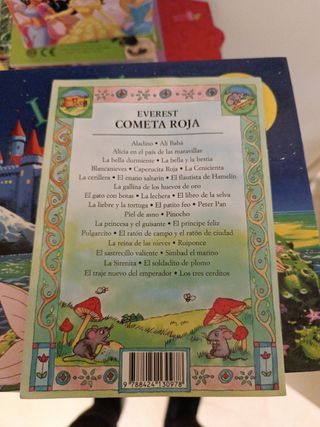 EVEREST
COMETA ROJA
Aladino • Alí Babá
Alicia en el país de las maravillas
La bella durmiente • La bella y la bestia
Blancanieves • Caperucita Roja • La Cenicienta
La cerillera • El enano saltarín • El flautista de Hamelín
La gallina de los huevos de oro
El gato con botas • La lechera • El libro de la selva
La liebre y la tortuga • El patito feo • Peter Pan
Piel de asno • Pinocho
La princesa y el guisante • El príncipe feliz
Pulgarcito • El ratón de campo y el ratón de ciudad
La reina de las nieves • Ruiponce
El sastrecillo valiente • Simbad el marino
La Sirenita • El soldadito de plomo
El traje nuevo del emperador • Los tres cerditos
9 788424 130978